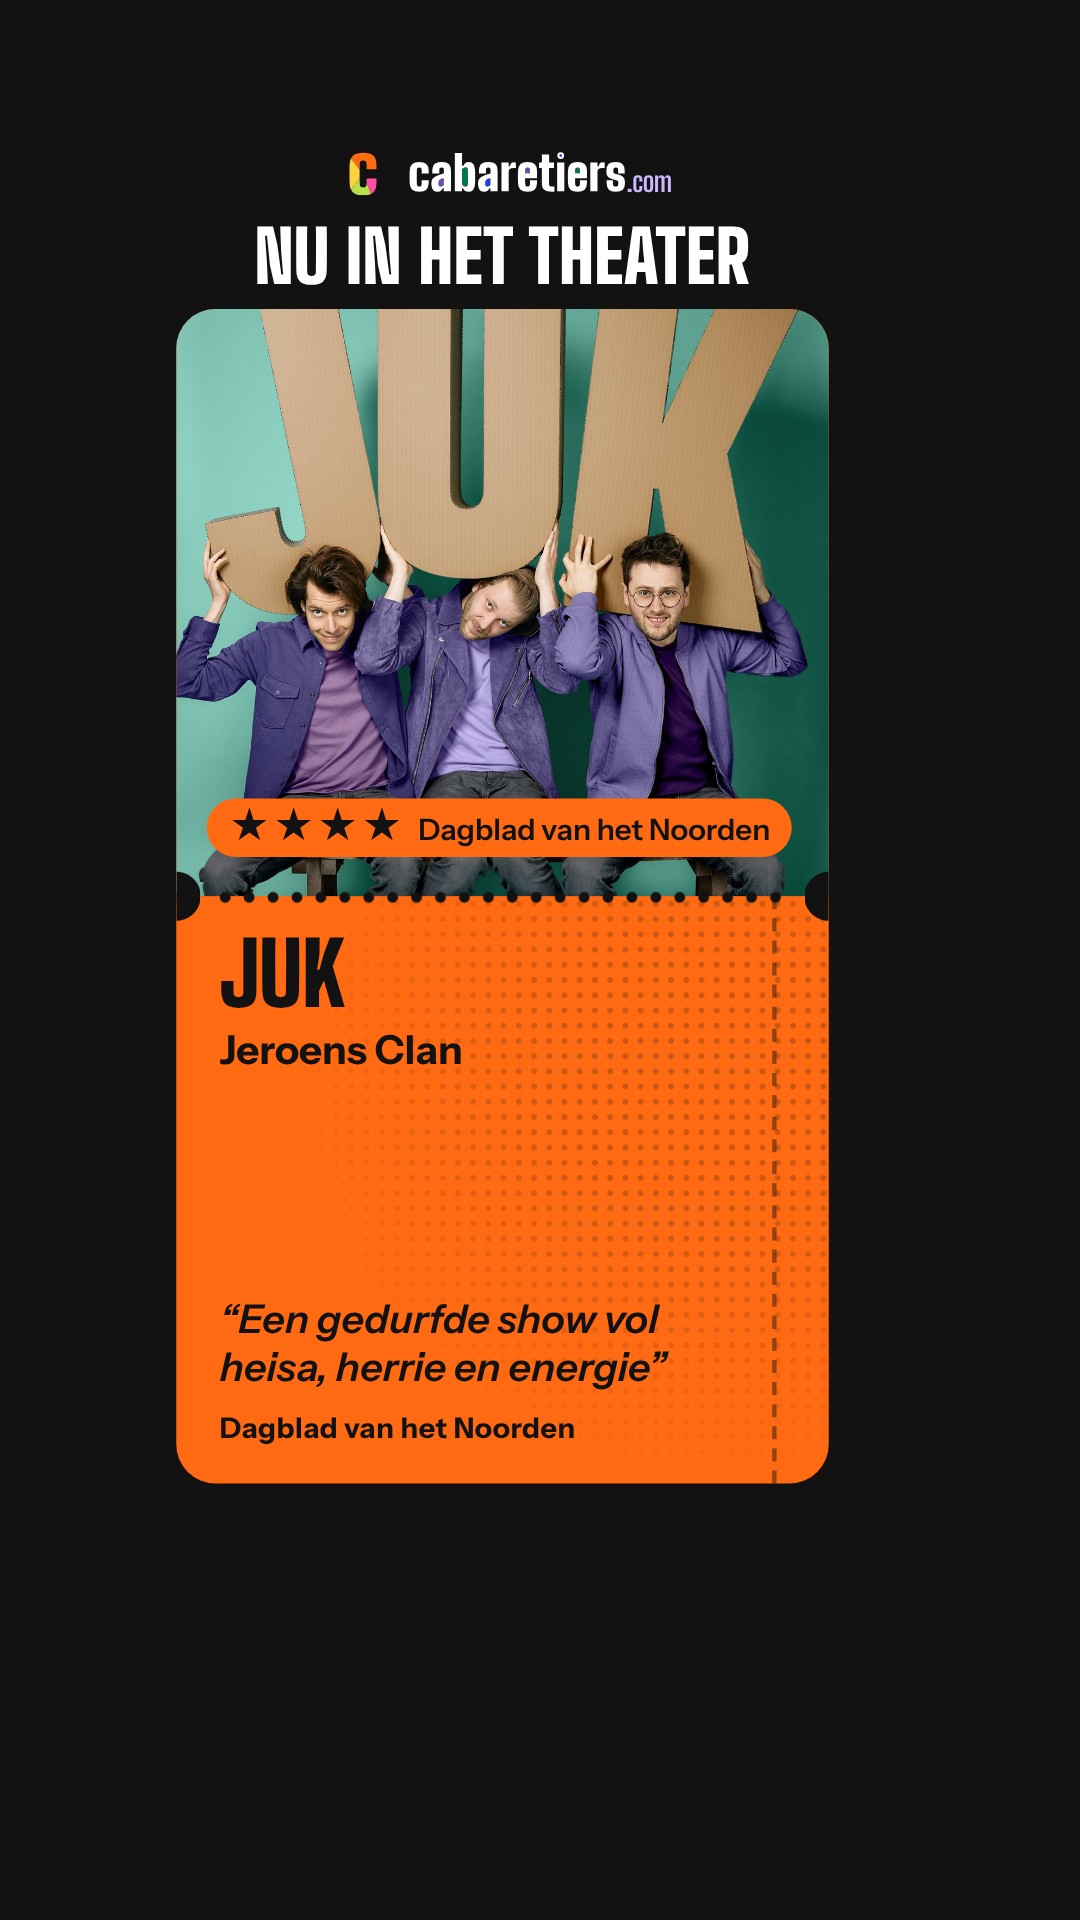 C cabaretiers.com
NU IN HET THEATER
JUK
★★★★ Dagblad van het Noorden
JUK
Jeroens Clan
“Een gedurfde show vol
heisa, herrie en energie”
Dagblad van het Noorden